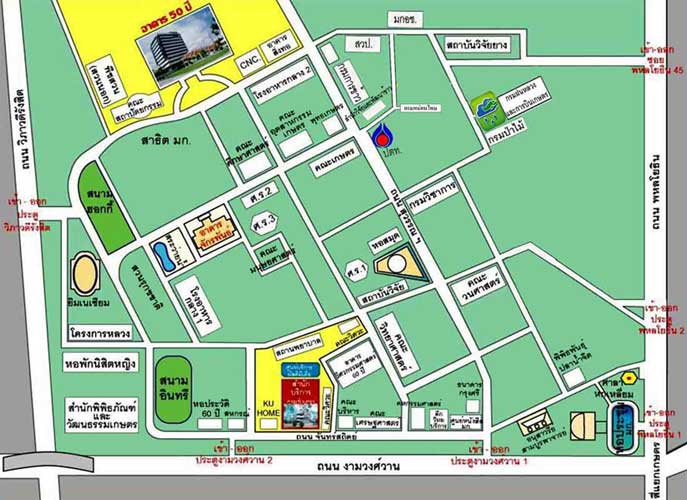 อาคาร 50 ปี
มกอช.
สวป.
สถาบันวิจัยยาง
เข้า-ออก
ซอย
พหลโยธิน 45
CNC.
อาคาร
สิ่งทอ
พืชสวน
(สวนนอก)
คณะ
สถาปัตยกรรม
โรงอาหารกลาง 2
กรมการข้าว
กรมฝนหลวง
และการบินเกษตร
กรมป่าไม้
ปตท.
ถนน วิภาวดีรังสิต
สาธิต มก.
คณะ
ศึกษาศาสตร์
คณะ
อุตสาหกรรม
เกษตร
คณะเกษตร
ถนน สุวรรณฯ
กรมวิชาการ
ถนน พหลโยธิน
สนาม
ฮอกกี้
เข้า - ออก
ประตู
วิภาวดีรังสิต
ศ.ร.2
ศ.ร.3
อาคาร
จักรพันธ์
สระว่ายน้ำ
คณะ
มนุษยศาสตร์
หอสมุด
ศ.ร.1
สถาบันวิจัย
คณะ
วนศาสตร์
ยิมเนเซียม
สวนรุกขชาติ
โรงอาหาร
กลาง 1
โครงการหลวง
หอพักนิสิตหญิง
สถานพยาบาล
คณะ
วิทยาศาสตร์
เข้า-ออก
ประตู
พหลโยธิน 2
พิพิธภัณฑ์
ปลาน้ำจืด
สนาม
อินทรี
หอประวัติ
60 ปี สหกรณ์
KU
HOME
สำนัก
บริการ
คอมพิวเตอร์
อาคาร
วิศวกรรมศาสตร์
60 ปี
สำนักพิพิธภัณฑ์
และ
วัฒนธรรมเกษตร
คณะ
บริหาร
คณะ
เศรษฐศาสตร์
ธนาคาร
กรุงศรี
ศาล
หกเหลี่ยม
หอประชุม
มก.
อนุสาวรีย์
สามบูรพาจารย์
เข้า-ออก
ประตู
พหลโยธิน 1
ถนน จันทรสถิตย์
เข้า - ออก
ประตูงามวงศ์วาน 2
เข้า - ออก
ประตูงามวงศ์วาน 1
ถนน งามวงศ์วาน
สี่แยกเกษตร